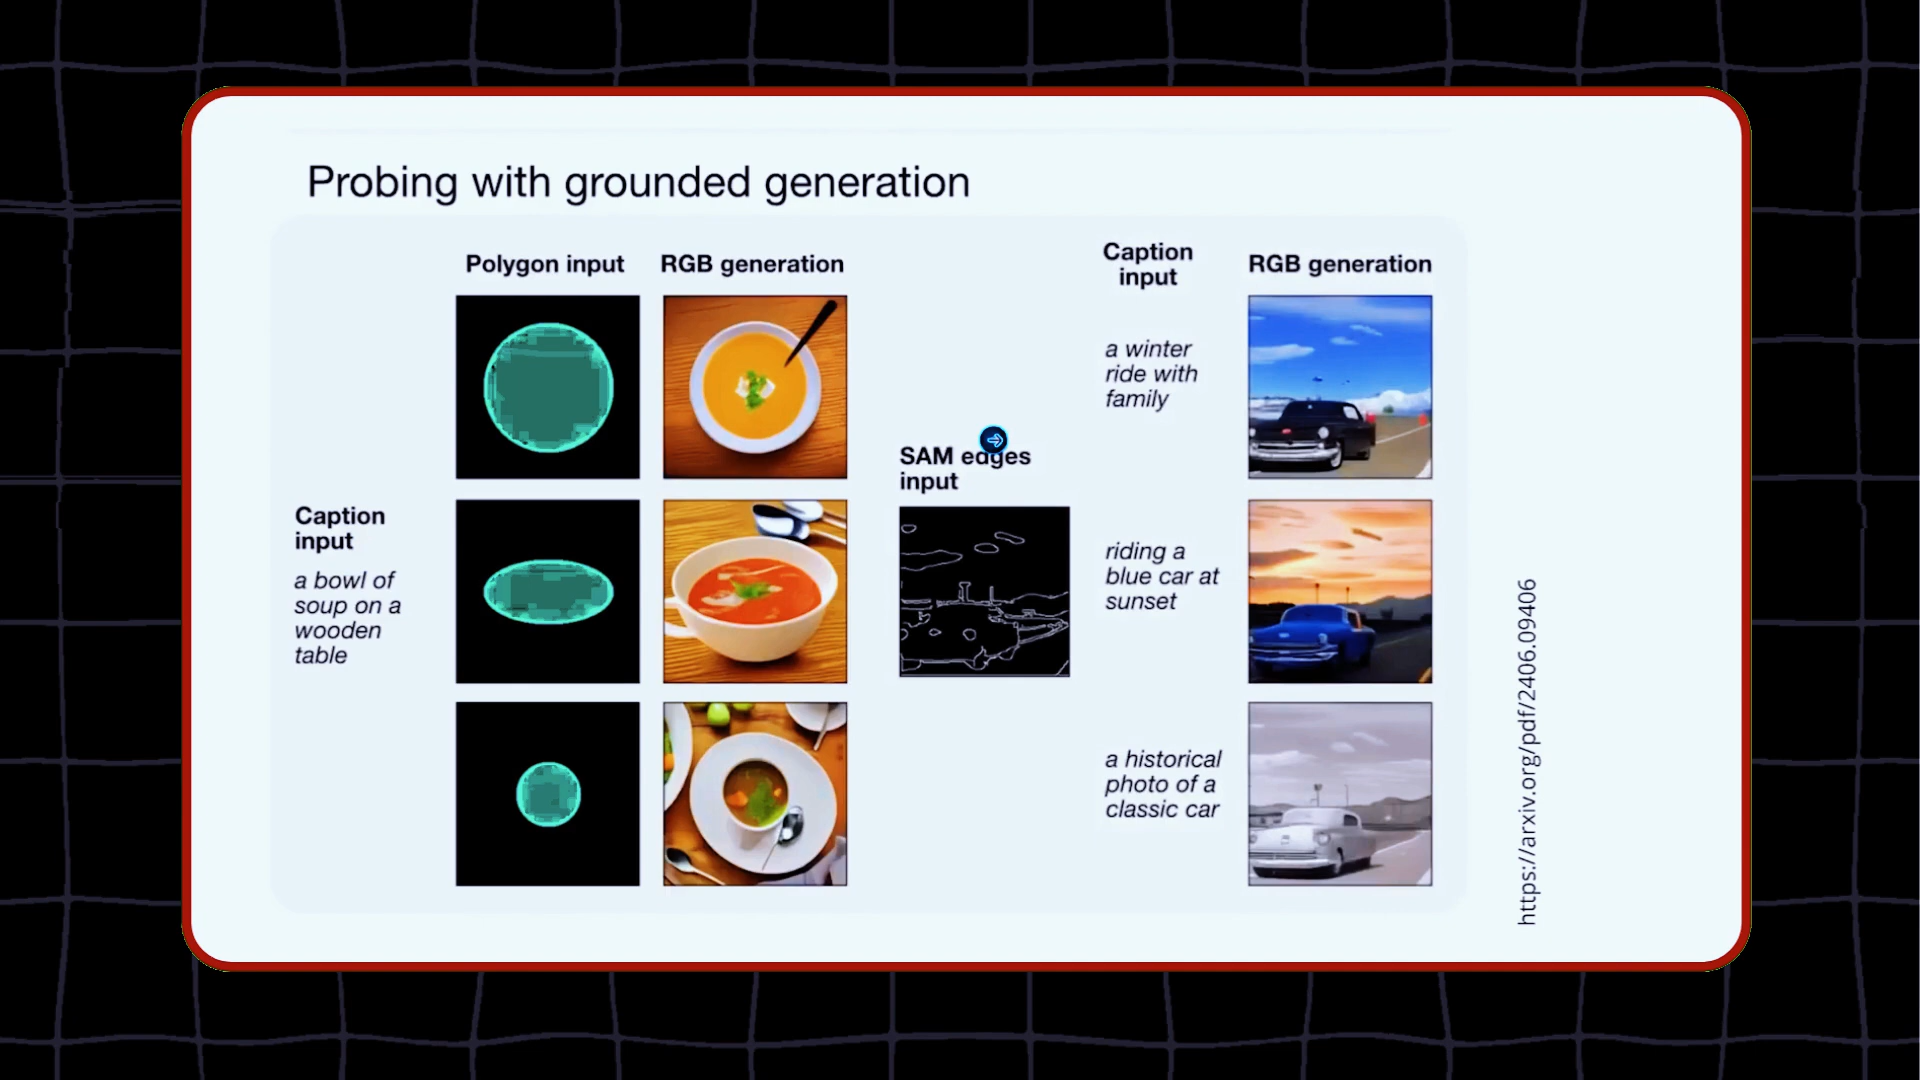 Probing with grounded generation
Polygon input
RGB generation
Caption
input
a bowl of
soup on a
wooden
table
SAM edges
input
Caption
input
RGB generation
a winter
ride with
family
riding a
blue car at
sunset
a historical
photo of a
classic car
https://arxiv.org/pdf/2406.09406